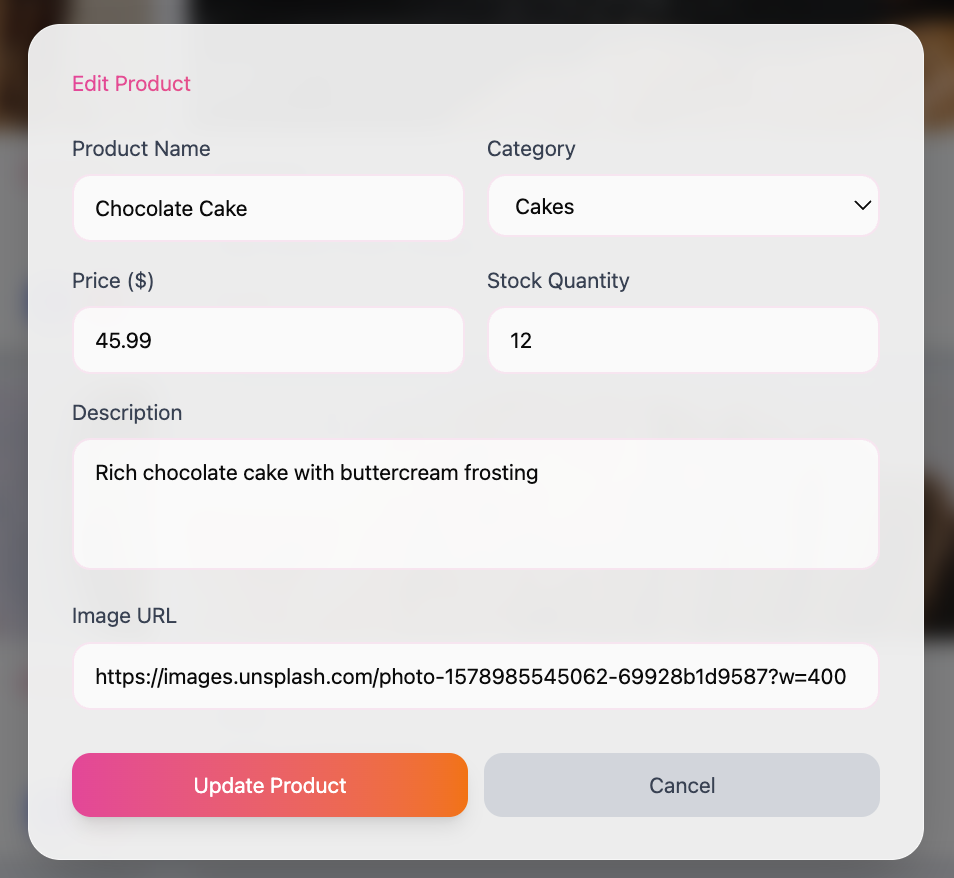 Edit Product
Product Name
Category
Chocolate Cake
Cakes
Price ($)
Stock Quantity
45.99
12
Description
Rich chocolate cake with buttercream frosting
Image URL
https://images.unsplash.com/photo-1578985545062-69928b1d9587?w=400
Update Product
Cancel